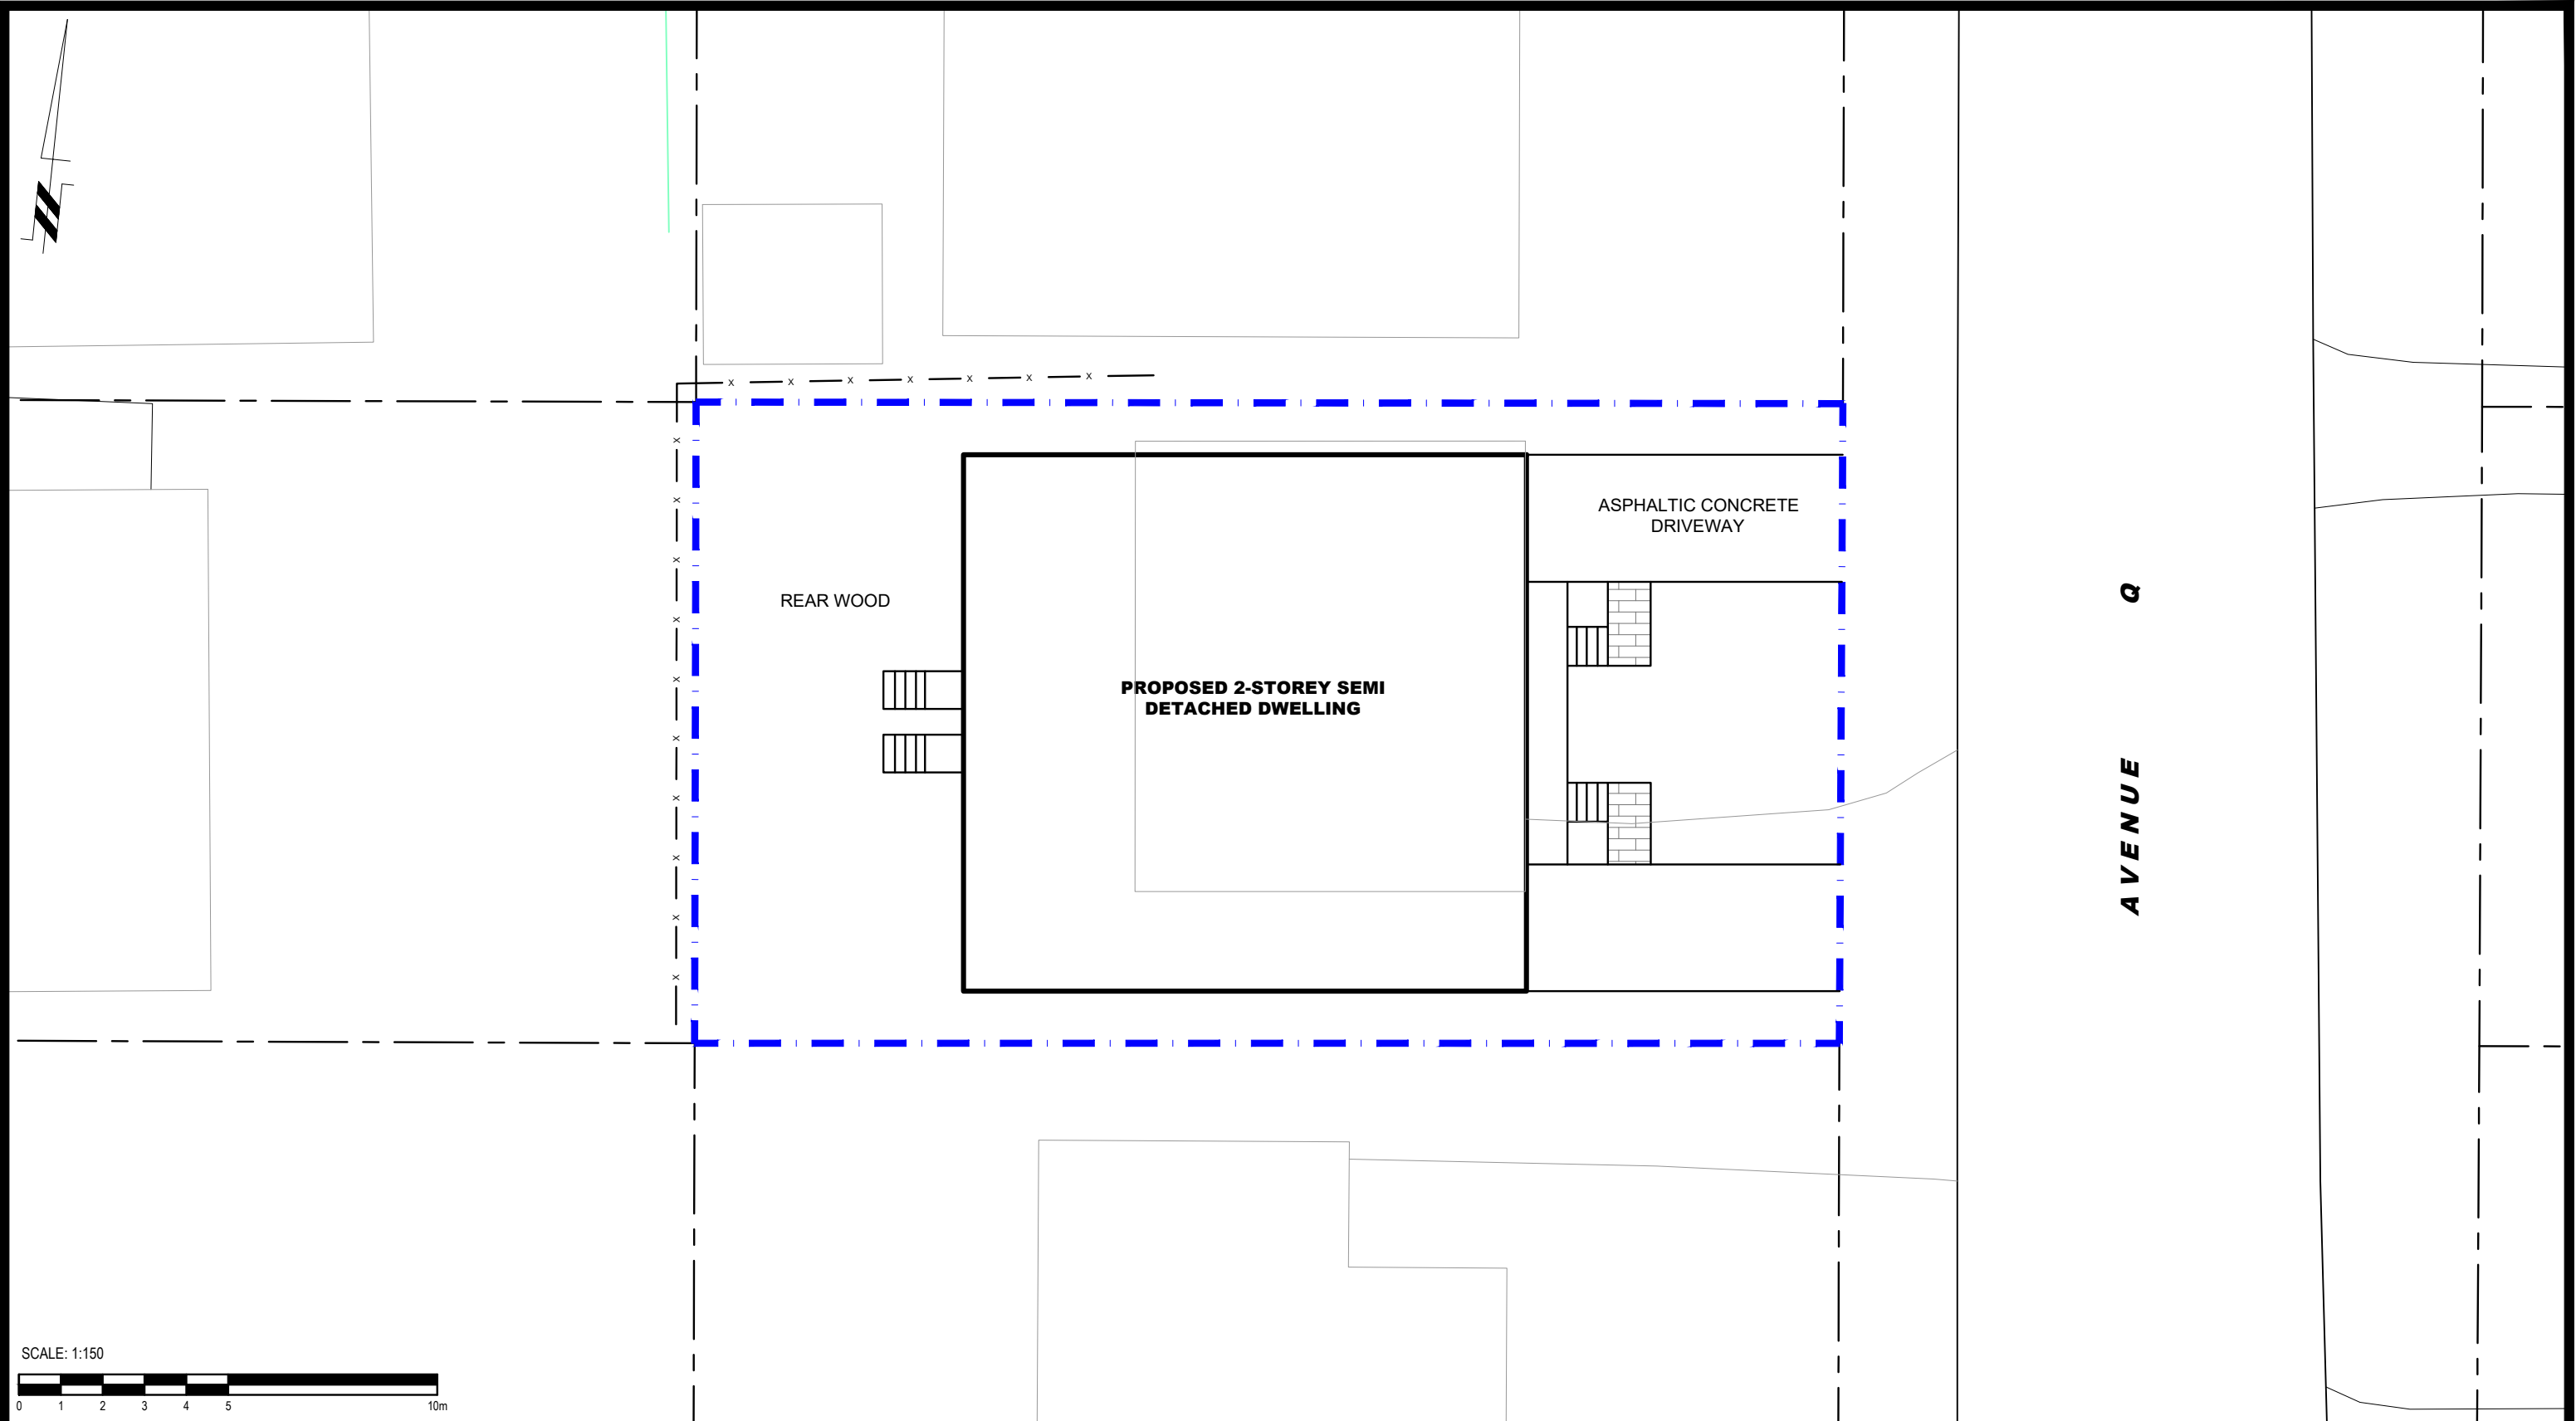 N
ASPHALTIC CONCRETE
DRIVEWAY
REAR WOOD
PROPOSED 2-STOREY SEMI
DETACHED DWELLING
AVENUE Q
x x x x x x x
x x x x x x x x x x
SCALE: 1:150
0 1 2 3 4 5 10m